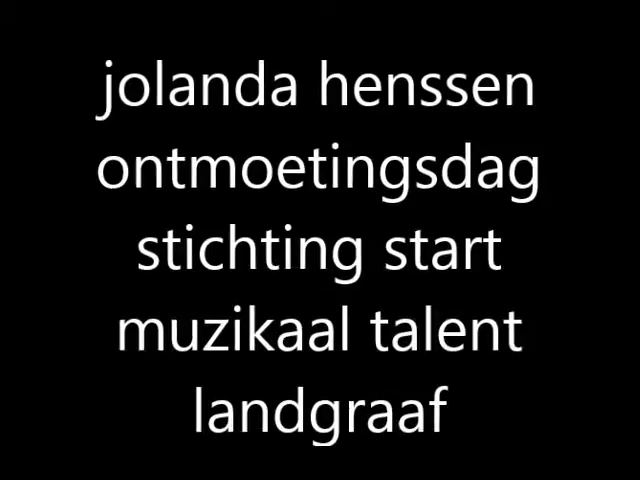 jolanda henssen
ontmoetingsdag
stichting start
muzikaal talent
landgraaf